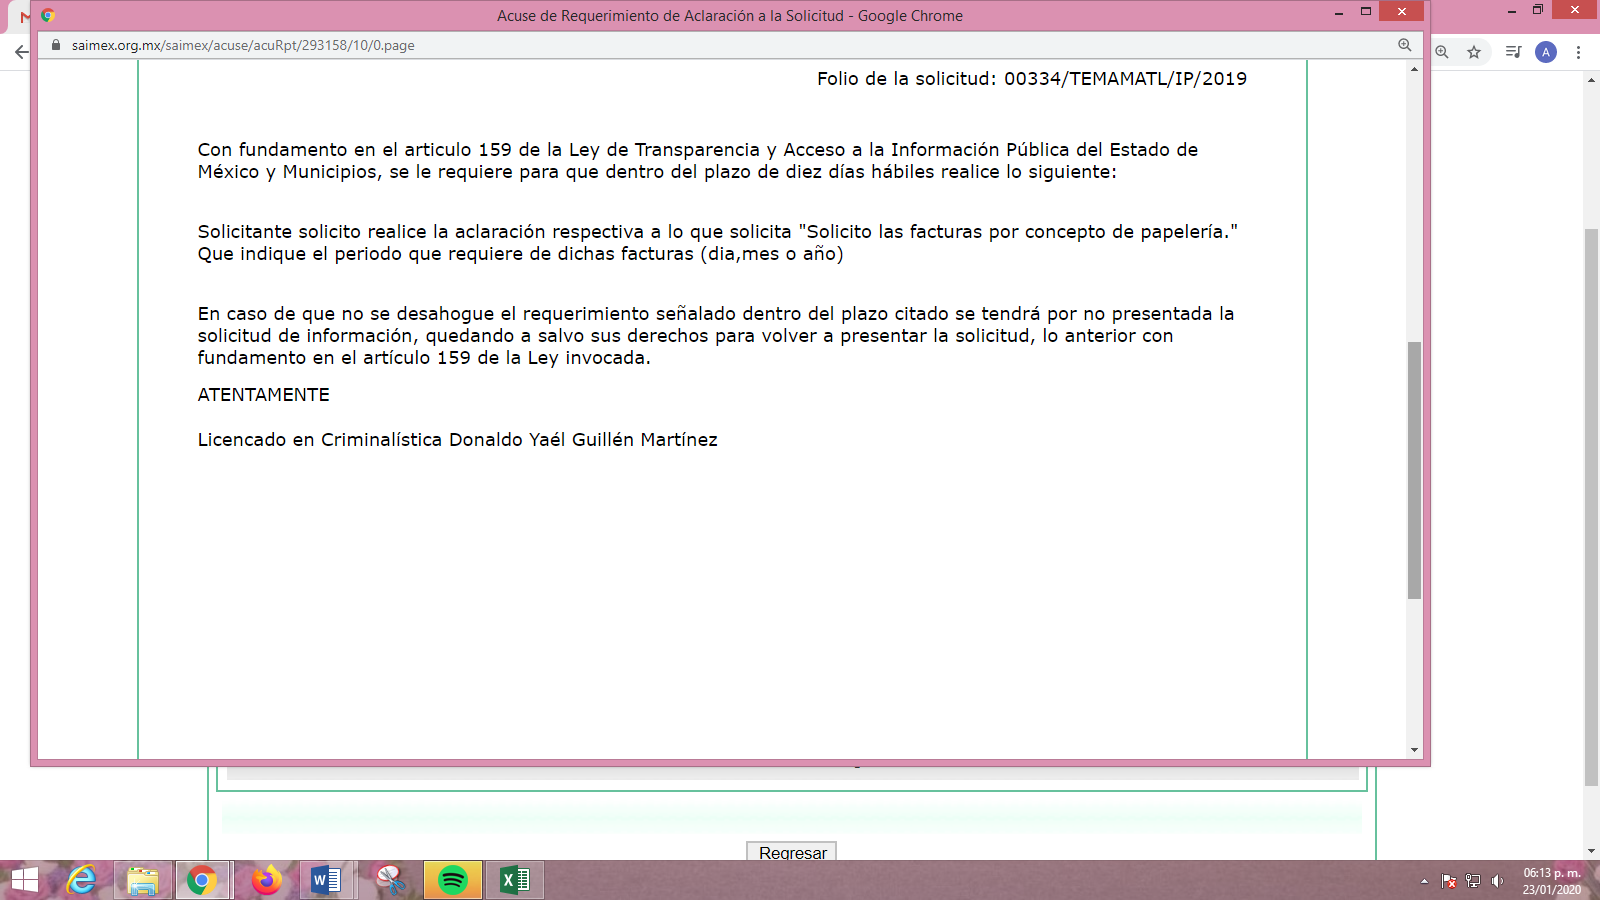 Acuse de Requerimiento de Aclaración a la Solicitud - Google Chrome
saimex.org.mx/saimex/acuse/acuRpt/293158/10/0.page
A
Folio de la solicitud: 00334/TEMAMATL/IP/2019
Con fundamento en el articulo 159 de la Ley de Transparencia y Acceso a la Información Pública del Estado de
México y Municipios, se le requiere para que dentro del plazo de diez días hábiles realice lo siguiente:
Solicitante solicito realice la aclaración respectiva a lo que solicita "Solicito las facturas por concepto de papelería."
Que indique el periodo que requiere de dichas facturas (dia,mes o año)
En caso de que no se desahogue el requerimiento señalado dentro del plazo citado se tendrá por no presentada la
solicitud de información, quedando a salvo sus derechos para volver a presentar la solicitud, lo anterior con
fundamento en el artículo 159 de la Ley invocada.
ATENTAMENTE
Licencado en Criminalística Donaldo Yaél Guillén Martínez
Regresar
06:13 p. m.
23/01/2020